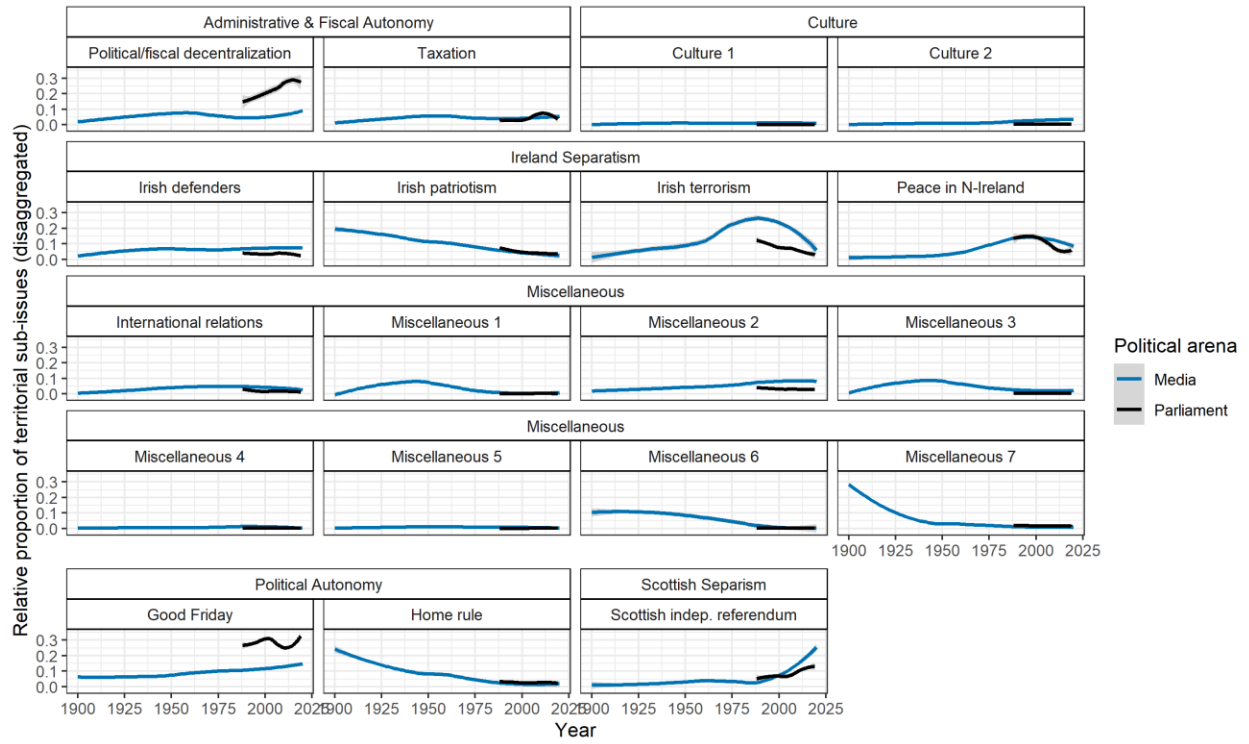 Administrative & Fiscal Autonomy
Culture
Political/fiscal decentralization
Taxation
Culture 1
Culture 2
0.3
0.2
0.1
0.0
Ireland Separatism
Irish defenders
Irish patriotism
Irish terrorism
Peace in N-Ireland
0.3
0.2
0.1
0.0
Miscellaneous
International relations
Miscellaneous 1
Miscellaneous 2
Miscellaneous 3
0.3
0.2
0.1
0.0
Miscellaneous
Miscellaneous 4
Miscellaneous 5
Miscellaneous 6
Miscellaneous 7
0.3
0.2
0.1
0.0
1900 1925 1950 1975 2000 2025
Political Autonomy
Scottish Separism
Good Friday
Home rule
Scottish indep. referendum
0.3
0.2
0.1
0.0
1900 1925 1950 1975 2000 2025
1925 1950 1975 2000
1925 1950 1975 2000 2025
Year
Relative proportion of territorial sub-issues (disaggregated)
Political arena
Media
Parliament